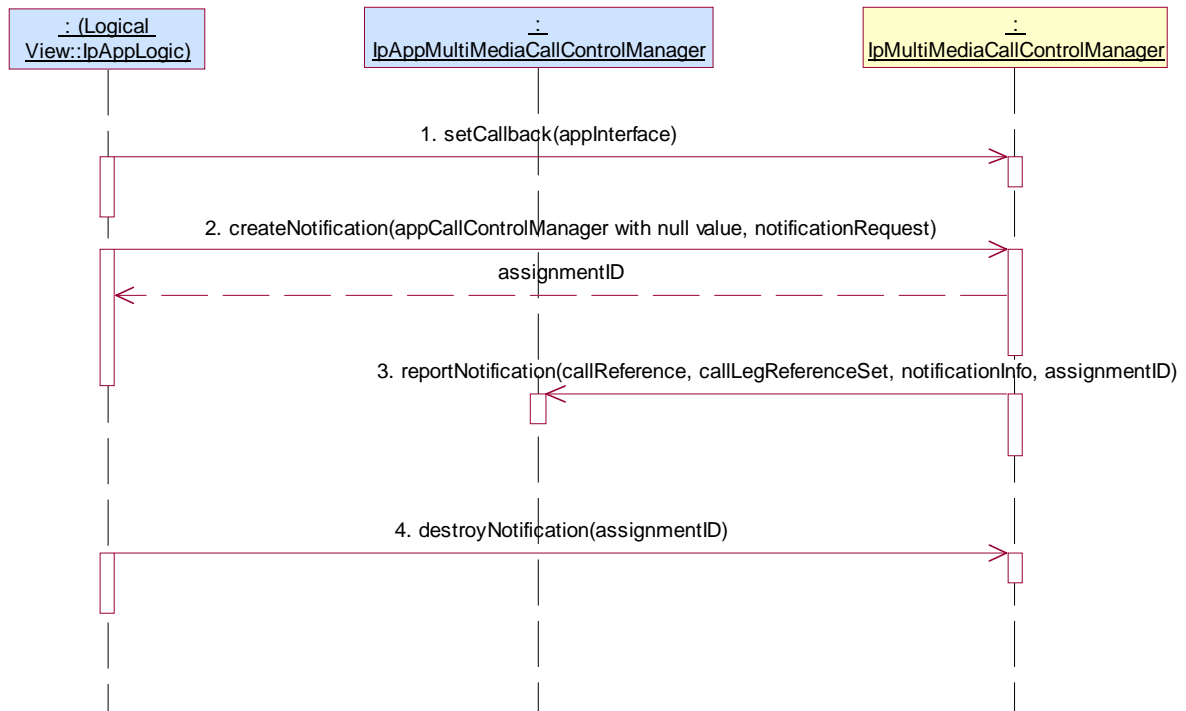 : (Logical
View::IpAppLogic)
:
IpAppMultiMediaCallControlManager
:
IpMultiMediaCallControlManager
1. setCallback(appInterface)
2. createNotification(appCallControlManager with null value, notificationRequest)
assignmentID
3. reportNotification(callReference, callLegReferenceSet, notificationInfo, assignmentID)
4. destroyNotification(assignmentID)